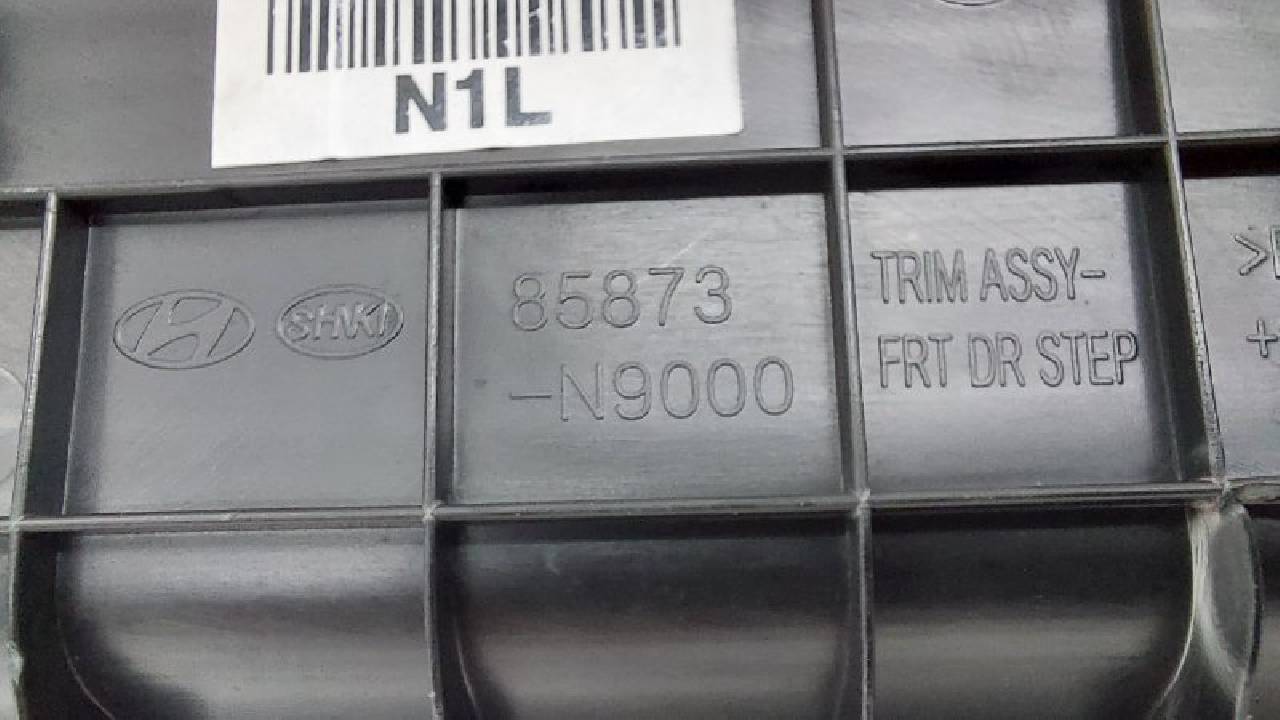 N1L
SHKI
85873
-N9000
TRIM ASSY-
FRT DR STEP
>
+